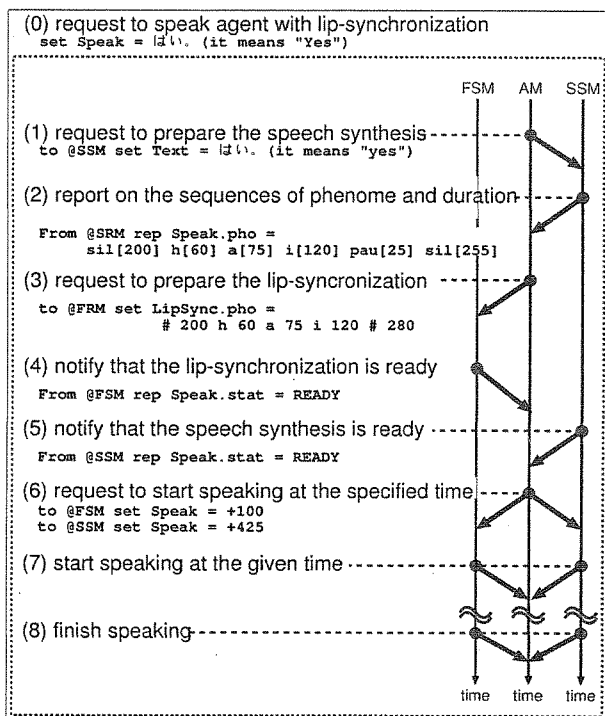 (0) request to speak agent with lip-synchronization
set Speak = はい。 (it means "Yes")
FSM AM SSM
(1) request to prepare the speech synthesis
to @SSM set Text = はい。 (it means "yes")
(2) report on the sequences of phenome and duration
From @SRM rep Speak.pho =
sil[200] h[60] a[75] i[120] pau[25] sil[255]
(3) request to prepare the lip-syncronization
to @FRM set LipSync.pho =
# 200 h 60 a 75 i 120 # 280
(4) notify that the lip-synchronization is ready
From @FSM rep Speak.stat = READY
(5) notify that the speech synthesis is ready
From @SSM rep Speak.stat = READY
(6) request to start speaking at the specified time
to @FSM set Speak = +100
to @SSM set Speak = +425
(7) start speaking at the given time
(8) finish speaking
time time time